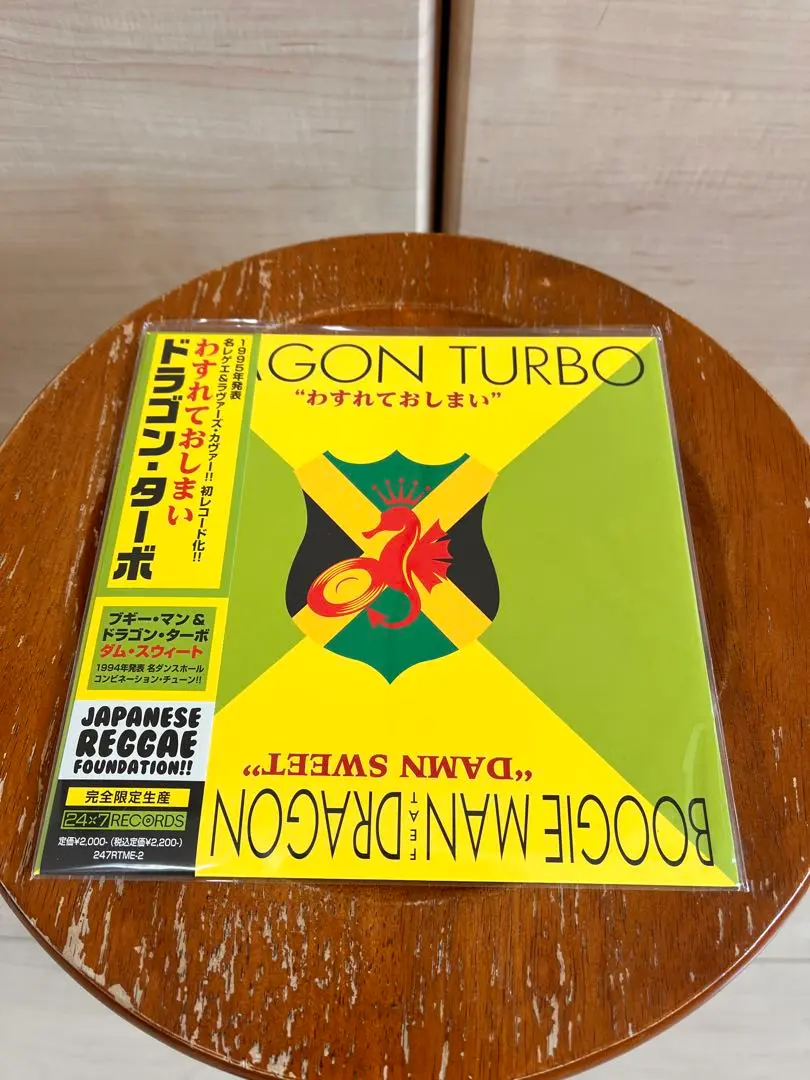 1995年発表
名レゲエ&ラヴァーズ・カヴァー!! 初レコード化!!
わすれておしまい
ドラゴン・ターボ
ブギー・マン &
ドラゴン・ターボ
ダム・スウィート
1994年発表 名ダンスホール
コンビネーション・チューン!!
JAPANESE
REGGAE
FOUNDATION!!
完全限定生産
24×7 RECORDS
定価¥2,000- (税込定価¥2,200-)
247RTME-2
AGON TURBO
“わすれておしまい”
“DAMN SWEET”
BOOGIE MAN FEAT DRAGON